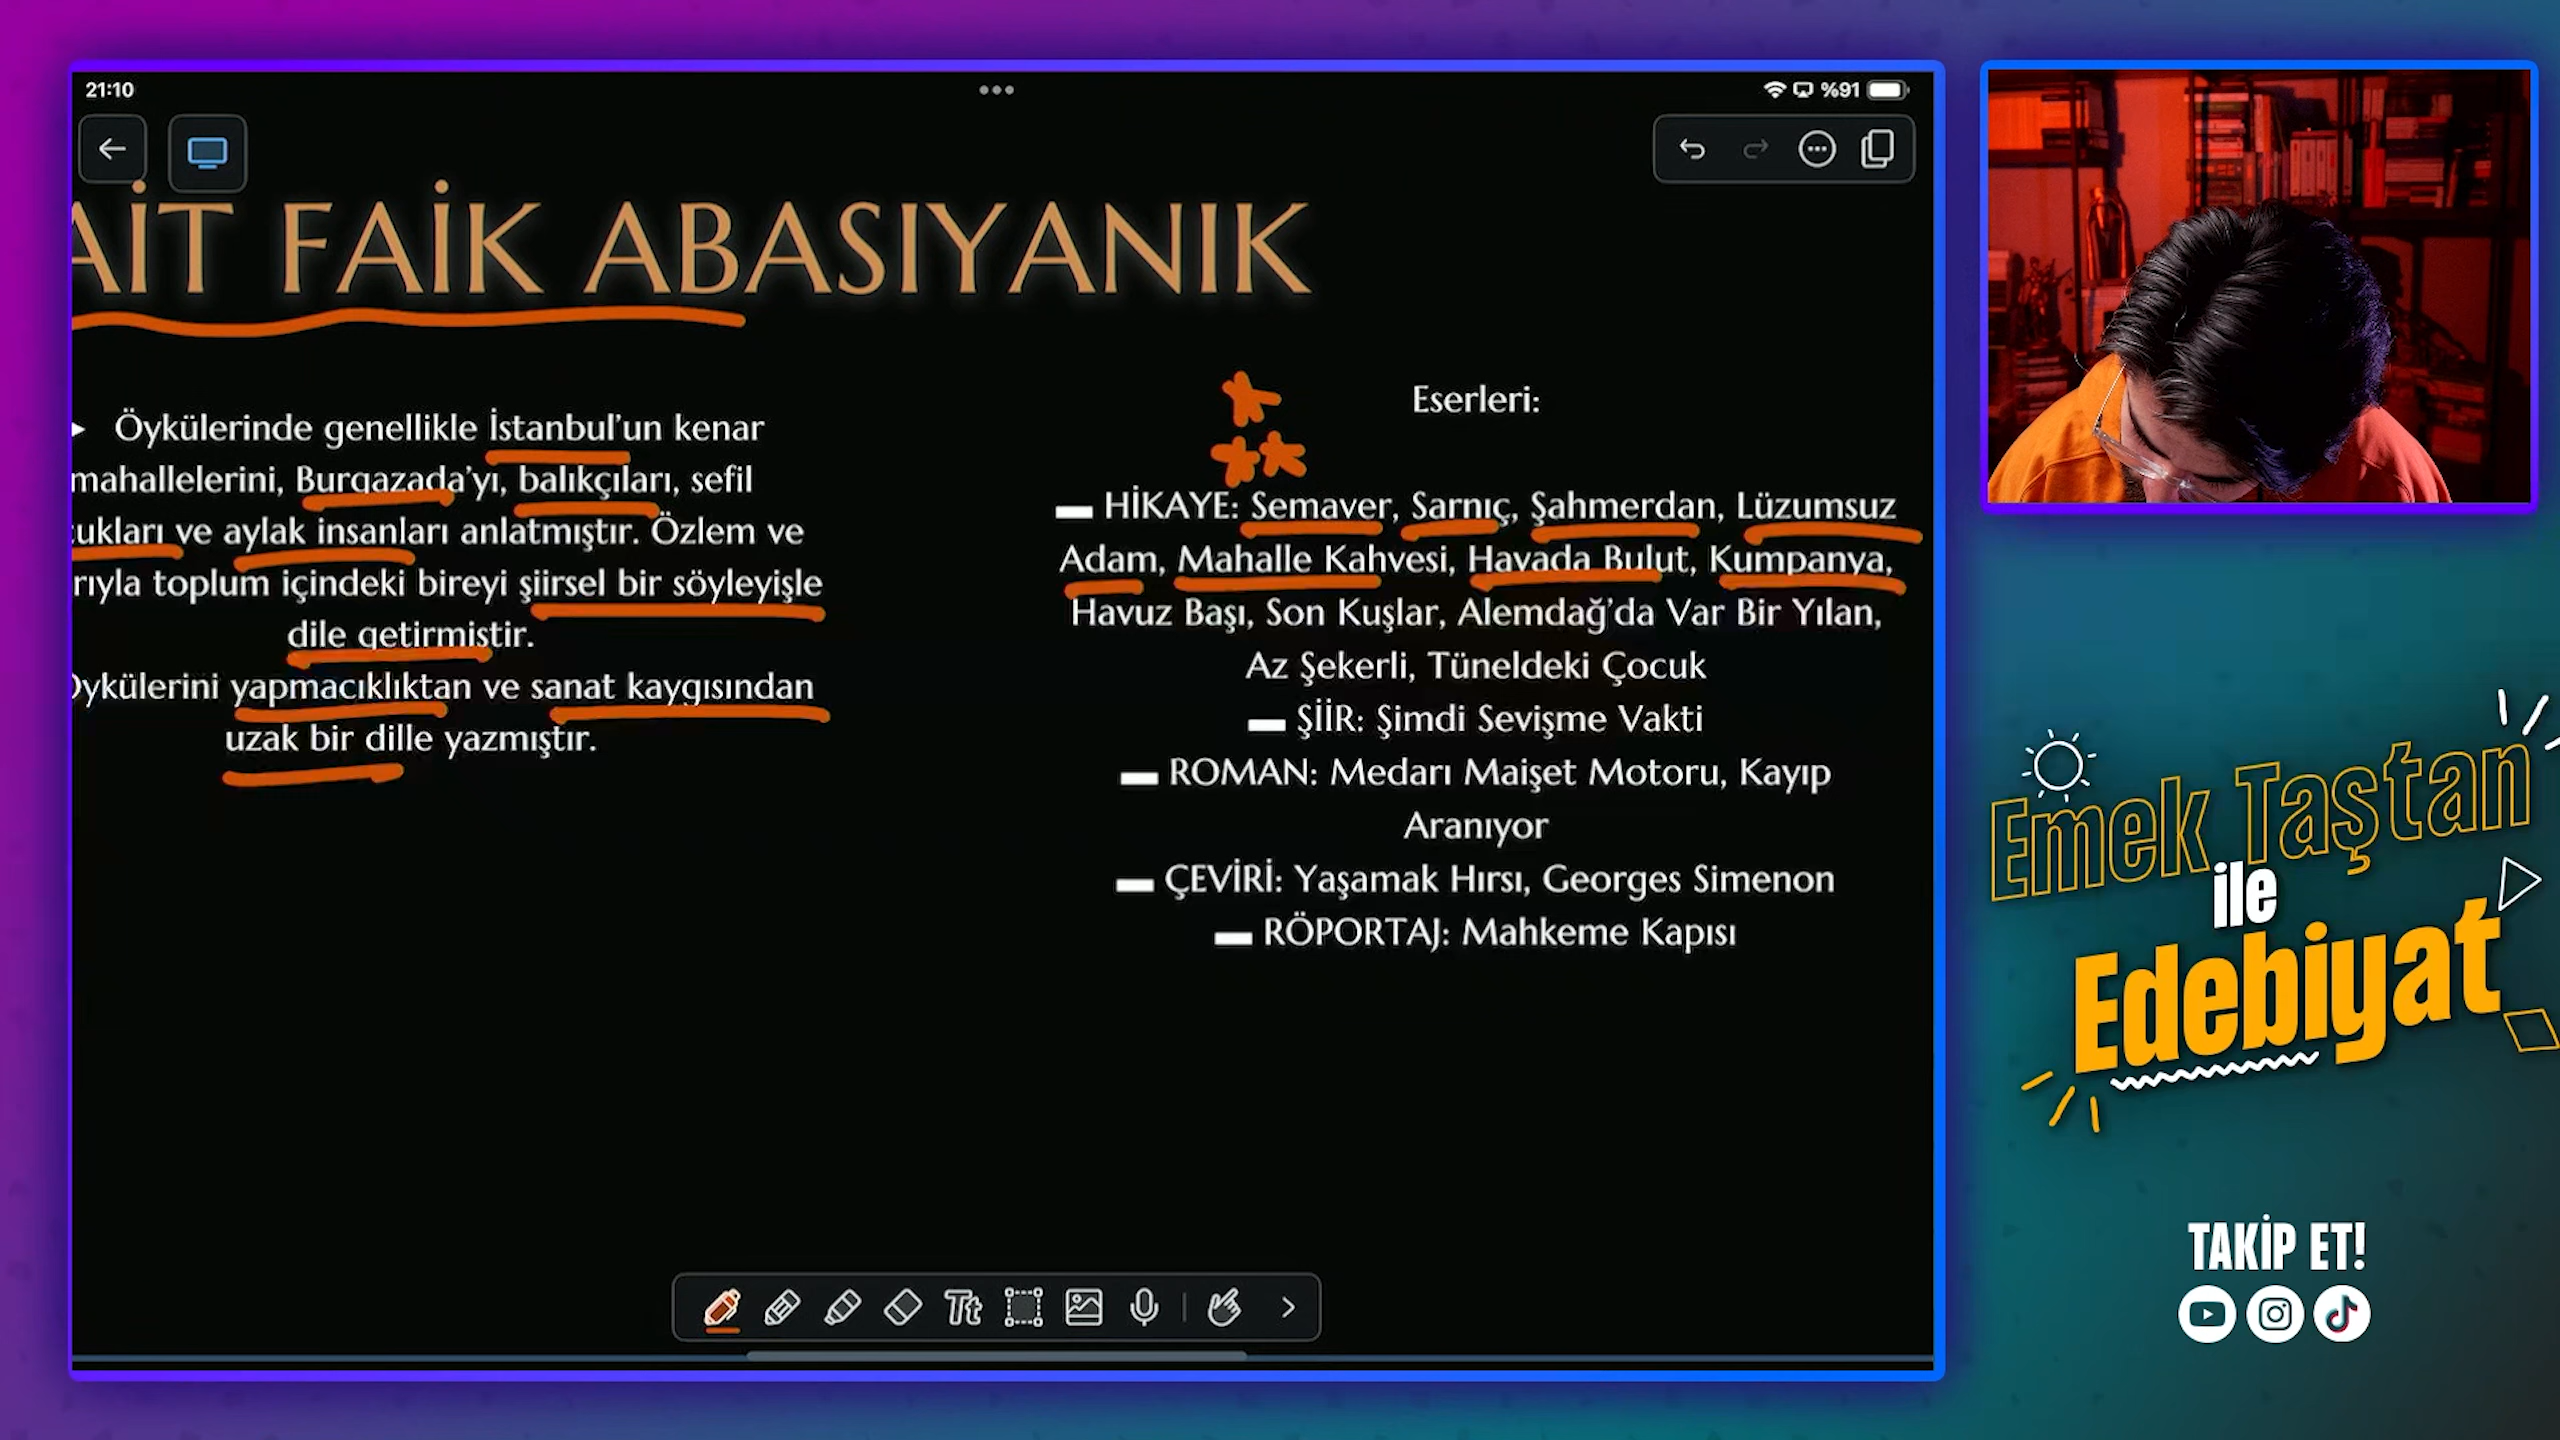 21:10
%91
AİT FAİK ABASIYANIK
Öykülerinde genellikle İstanbul'un kenar
mahallelerini, Burgazada'yı, balıkçıları, sefil
ukları ve aylak insanları anlatmıştır. Özlem ve
rıyla toplum içindeki bireyi şiirsel bir söyleyişle
dile getirmiştir.
Öykülerini yapmacıklıktan ve sanat kaygısından
uzak bir dille yazmıştır.
Eserleri:
HİKAYE: Semaver, Sarnıç, Şahmerdan, Lüzumsuz
Adam, Mahalle Kahvesi, Havada Bulut, Kumpanya,
Havuz Başı, Son Kuşlar, Alemdağ'da Var Bir Yılan,
Az Şekerli, Tüneldeki Çocuk
ŞİİR: Şimdi Sevişme Vakti
ROMAN: Medarı Maişet Motoru, Kayıp
Aranıyor
ÇEVİRİ: Yaşamak Hırsı, Georges Simenon
RÖPORTAJ: Mahkeme Kapısı
Tt
Emek Taştan
ile
Edebiyat
TAKİP ET!